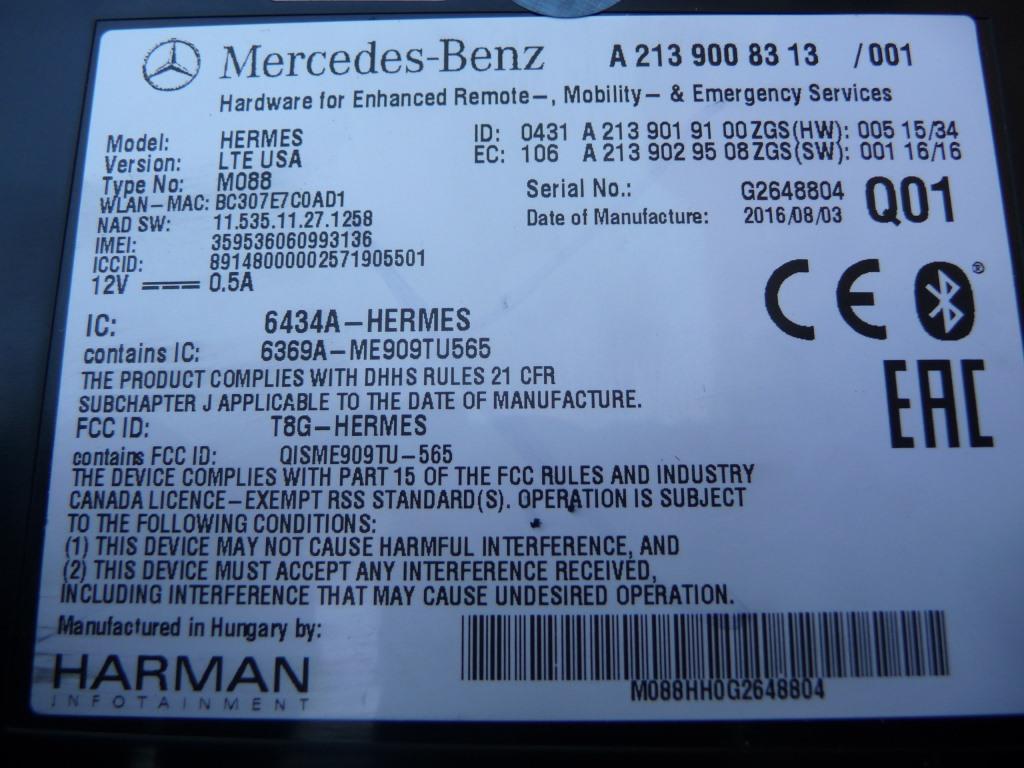 Mercedes-Benz A 213 900 83 13 /001
Hardware for Enhanced Remote-, Mobility- & Emergency Services
Model: HERMES ID: 0431 A 213 901 91 00 ZGS(HW): 005 15/34
Version: LTE USA EC: 106 A 213 902 95 08 ZGS(SW): 001 16/16
Type No: M088 Serial No.: G2648804 Q01
WLAN-MAC: BC307E7C0AD1
NAD SW: 11.535.11.27.1258 Date of Manufacture: 2016/08/03
IMEI: 359536060993136
ICCID: 89148000002571905501
12V 0.5A
CE
IC: 6434A-HERMES
contains IC: 6369A-ME909TU565
THE PRODUCT COMPLIES WITH DHHS RULES 21 CFR
SUBCHAPTER J APPLICABLE TO THE DATE OF MANUFACTURE.
EAC
FCC ID: T8G-HERMES
contains FCC ID: QISME909TU-565
THE DEVICE COMPLIES WITH PART 15 OF THE FCC RULES AND INDUSTRY
CANADA LICENCE-EXEMPT RSS STANDARD(S). OPERATION IS SUBJECT
TO THE FOLLOWING CONDITIONS:
(1) THIS DEVICE MAY NOT CAUSE HARMFUL INTERFERENCE, AND
(2) THIS DEVICE MUST ACCEPT ANY INTERFERENCE RECEIVED,
INCLUDING INTERFERENCE THAT MAY CAUSE UNDESIRED OPERATION.
Manufactured in Hungary by:
HARMAN
INFOTAINMENT
M088HH0G2648804